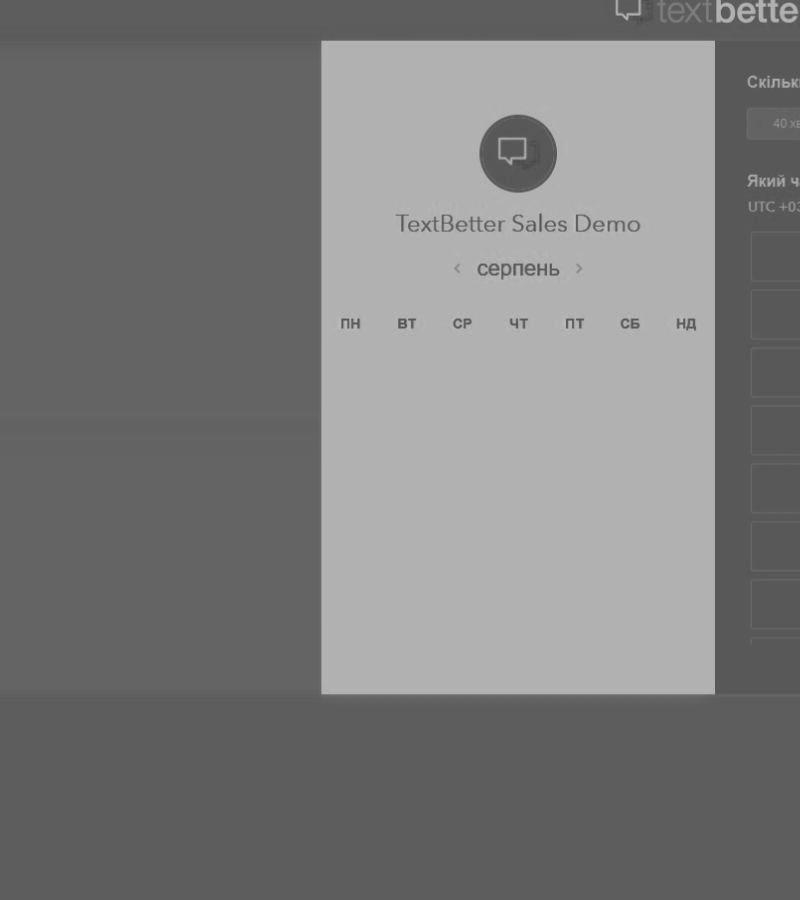 textbette
TextBetter Sales Demo
‹ серпень ›
ПН ВТ СР ЧТ ПТ СБ НД
Скільк
40 хв
Який ч
UTC +03